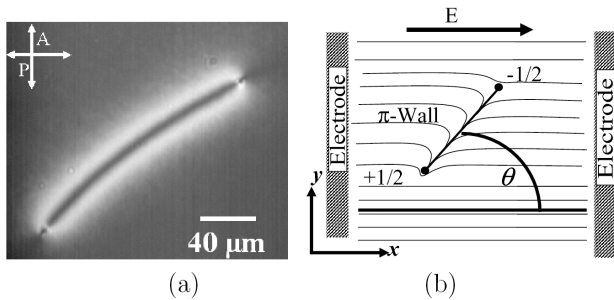 A
P
40 μm
(a)
E
Electrode
-1/2
π-Wall
+1/2
θ
y
x
Electrode
(b)